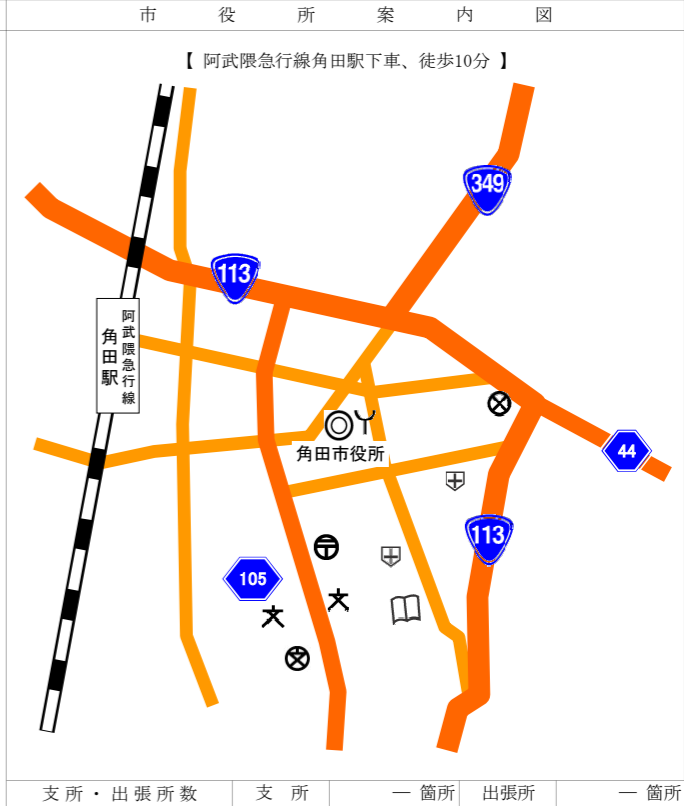 市役所案内図
【 阿武隈急行線角田駅下車、徒歩10分 】
349
113
阿武隈急行線
角田駅
角田市役所
44
113
105
支所・出張所数 支所 ― 箇所 出張所 ― 箇所